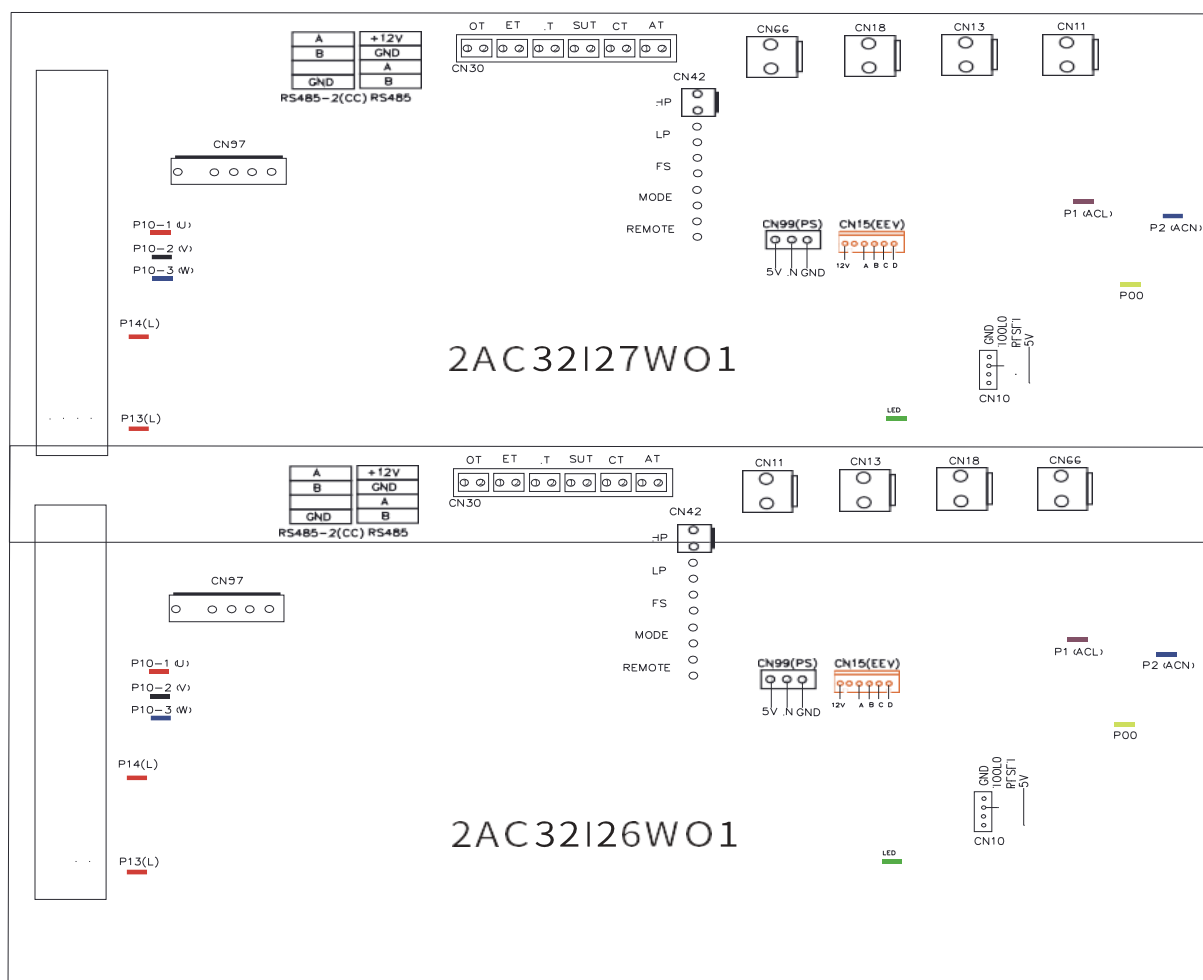 OT ET .T SUT CT AT
CN30
A +12V
B GND
A
GND B
RS485-2(CC) RS485
CN66 CN18 CN13 CN11
CN42
HP
LP
FS
MODE
REMOTE
CN97
P10-1 (U)
P10-2 (V)
P10-3 (W)
P14(L)
P13(L)
CN99(PS) CN15(EEV)
5V .N GND
12V A B C D
P1 (ACL)
P2 (ACN)
P00
GND
TOOL0
RESET
5V
CN10
LED
2AC32I27WO1
OT ET .T SUT CT AT
CN30
A +12V
B GND
A
GND B
RS485-2(CC) RS485
CN11 CN13 CN18 CN66
CN42
HP
LP
FS
MODE
REMOTE
CN97
P10-1 (U)
P10-2 (V)
P10-3 (W)
P14(L)
P13(L)
CN99(PS) CN15(EEV)
5V .N GND
12V A B C D
P1 (ACL)
P2 (ACN)
P00
GND
TOOL0
RESET
5V
CN10
LED
2AC32I26WO1